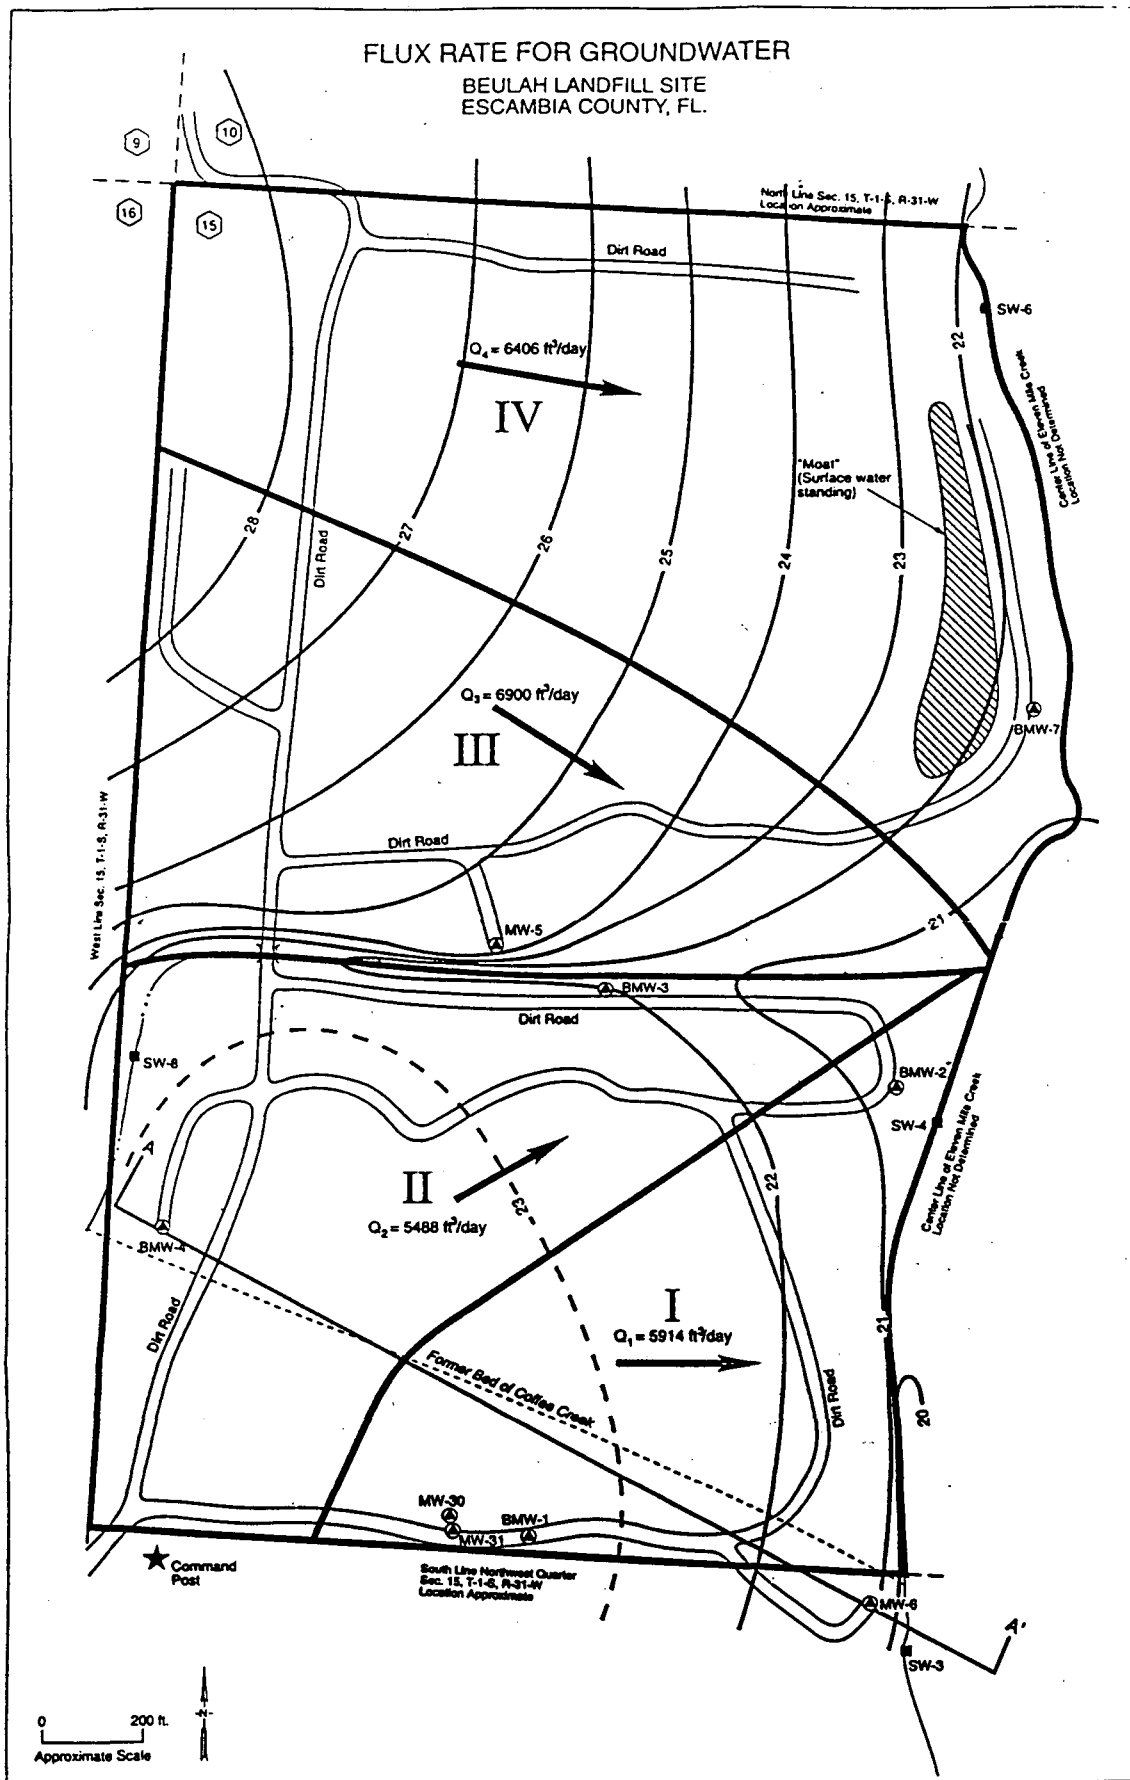 FLUX RATE FOR GROUNDWATER
BEULAH LANDFILL SITE
ESCAMBIA COUNTY, FL.
9
10
16
15
North Line Sec. 15, T-1-S, R-31-W
Location Approximate
Dirt Road
SW-6
22
Center Line of Eleven Mile Creek
Location Not Determined
Q₄ = 6406 ft³/day
IV
"Moat"
(Surface water
standing)
28
27
26
25
24
23
Dirt Road
Q₃ = 6900 ft³/day
III
BMW-7
West Line Sec. 15, T-1-S, R-31-W
Dirt Road
MW-5
21
BMW-3
Dirt Road
SW-8
BMW-2
SW-4
Center Line of Eleven Mile Creek
Location Not Determined
A
II
Q₂ = 5488 ft³/day
23
22
BMW-4
Dirt Road
I
Q₁ = 5914 ft³/day
21
Former Bed of Coffee Creek
Dirt Road
20
MW-30
MW-31
BMW-1
Command
Post
South Line Northwest Quarter
Sec. 15, T-1-S, R-31-W
Location Approximate
MW-6
A'
SW-3
0 200 ft.
Approximate Scale
-N-